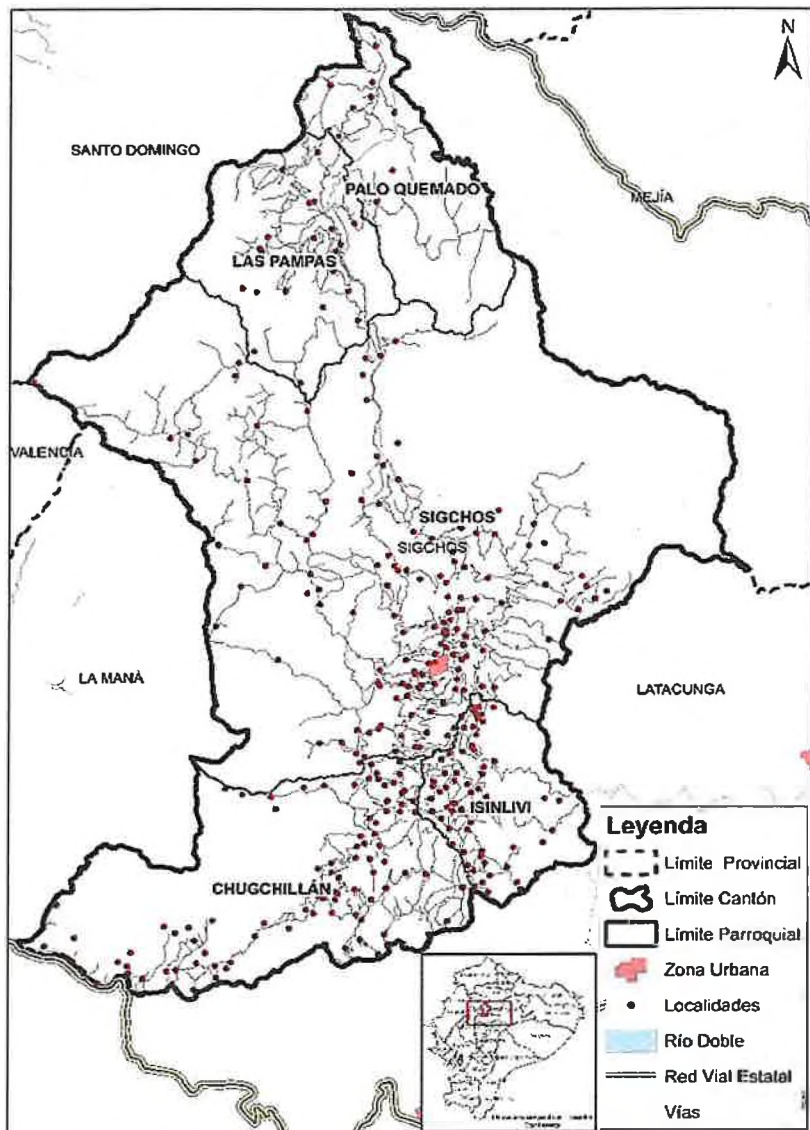 N
SANTO DOMINGO
PALO QUEMADO
MEJÍA
LAS PAMPAS
VALENCIA
SIGCHOS
SIGCHOS
LA MANÁ
LATACUNGA
ISINLIVI
CHUGCHILLÁN
Leyenda
Límite Provincial
Límite Cantón
Límite Parroquial
Zona Urbana
Localidades
Río Doble
Red Vial Estatal
Vías